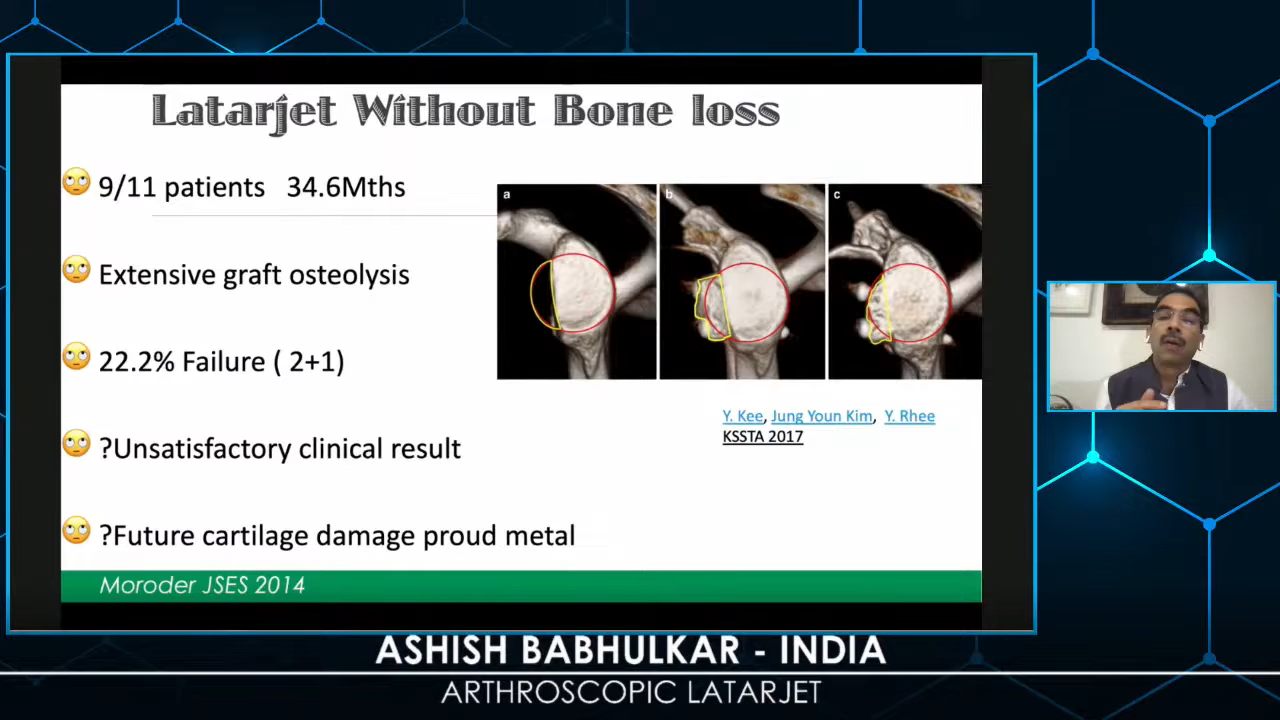 Latarjet Without Bone loss
9/11 patients 34.6Mths
Extensive graft osteolysis
22.2% Failure ( 2+1)
?Unsatisfactory clinical result
?Future cartilage damage proud metal
a
b
c
Y. Kee, Jung Youn Kim, Y. Rhee
KSSTA 2017
Moroder JSES 2014
ASHISH BABHULKAR - INDIA
ARTHROSCOPIC LATARJET